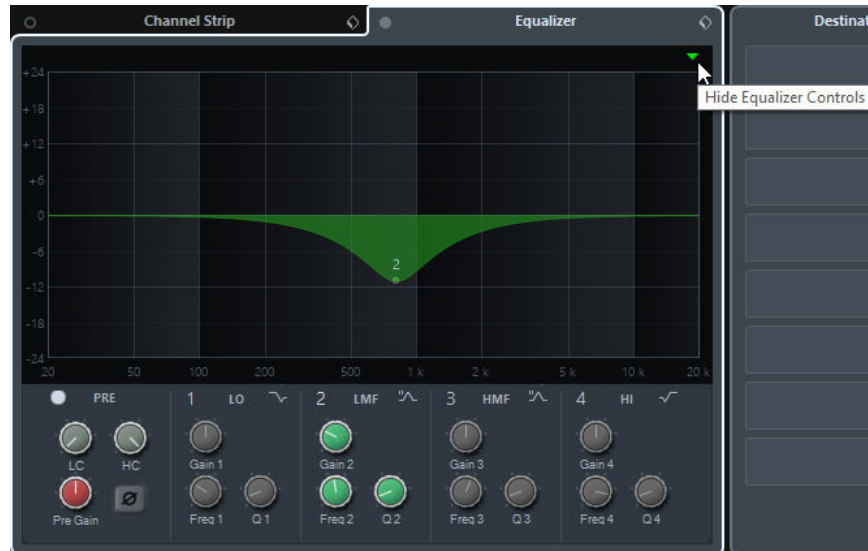 Channel Strip
Equalizer
Destinat
Hide Equalizer Controls
+24
+18
+12
+6
0
-6
-12
-18
-24
2
20 50 100 200 500 1 k 2 k 5 k 10 k 20 k
PRE 1 LO 2 LMF 3 HMF 4 HI
LC HC Gain 1 Gain 2 Gain 3 Gain 4
Pre Gain Freq 1 Q 1 Freq 2 Q 2 Freq 3 Q 3 Freq 4 Q 4